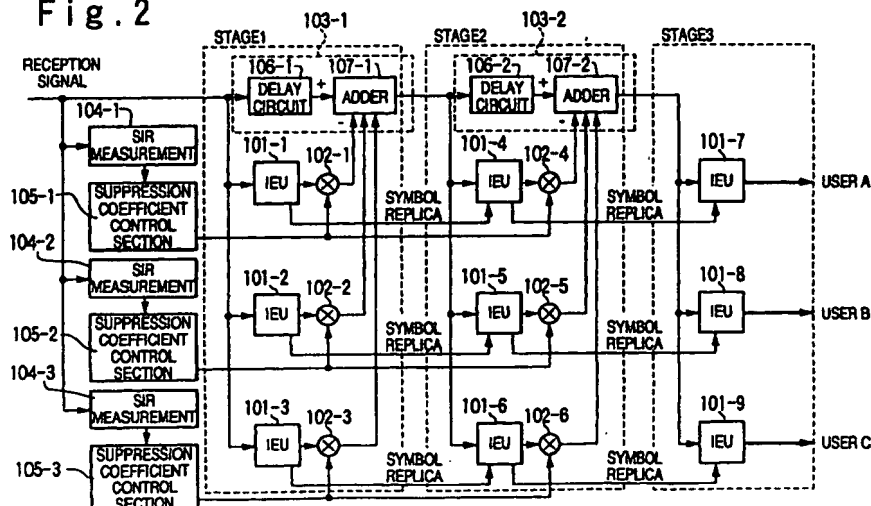 Fig.2
103-1
103-2
STAGE1
STAGE2
STAGE3
RECEPTION
SIGNAL
106-1
107-1
106-2
107-2
+
+
DELAY
CIRCUIT
ADDER
DELAY
CIRCUIT
ADDER
104-1
SIR
MEASUREMENT
101-1
102-1
101-4
102-4
101-7
IEU
IEU
IEU
USER A
105-1
SUPPRESSION
COEFFICIENT
CONTROL
SECTION
SYMBOL
REPLICA
SYMBOL
REPLICA
104-2
SIR
MEASUREMENT
101-2
102-2
101-5
102-5
101-8
IEU
IEU
IEU
USER B
105-2
SUPPRESSION
COEFFICIENT
CONTROL
SECTION
SYMBOL
REPLICA
SYMBOL
REPLICA
104-3
SIR
MEASUREMENT
101-3
102-3
101-6
102-6
101-9
IEU
IEU
IEU
USER C
105-3
SUPPRESSION
COEFFICIENT
CONTROL
SECTION
SYMBOL
REPLICA
SYMBOL
REPLICA